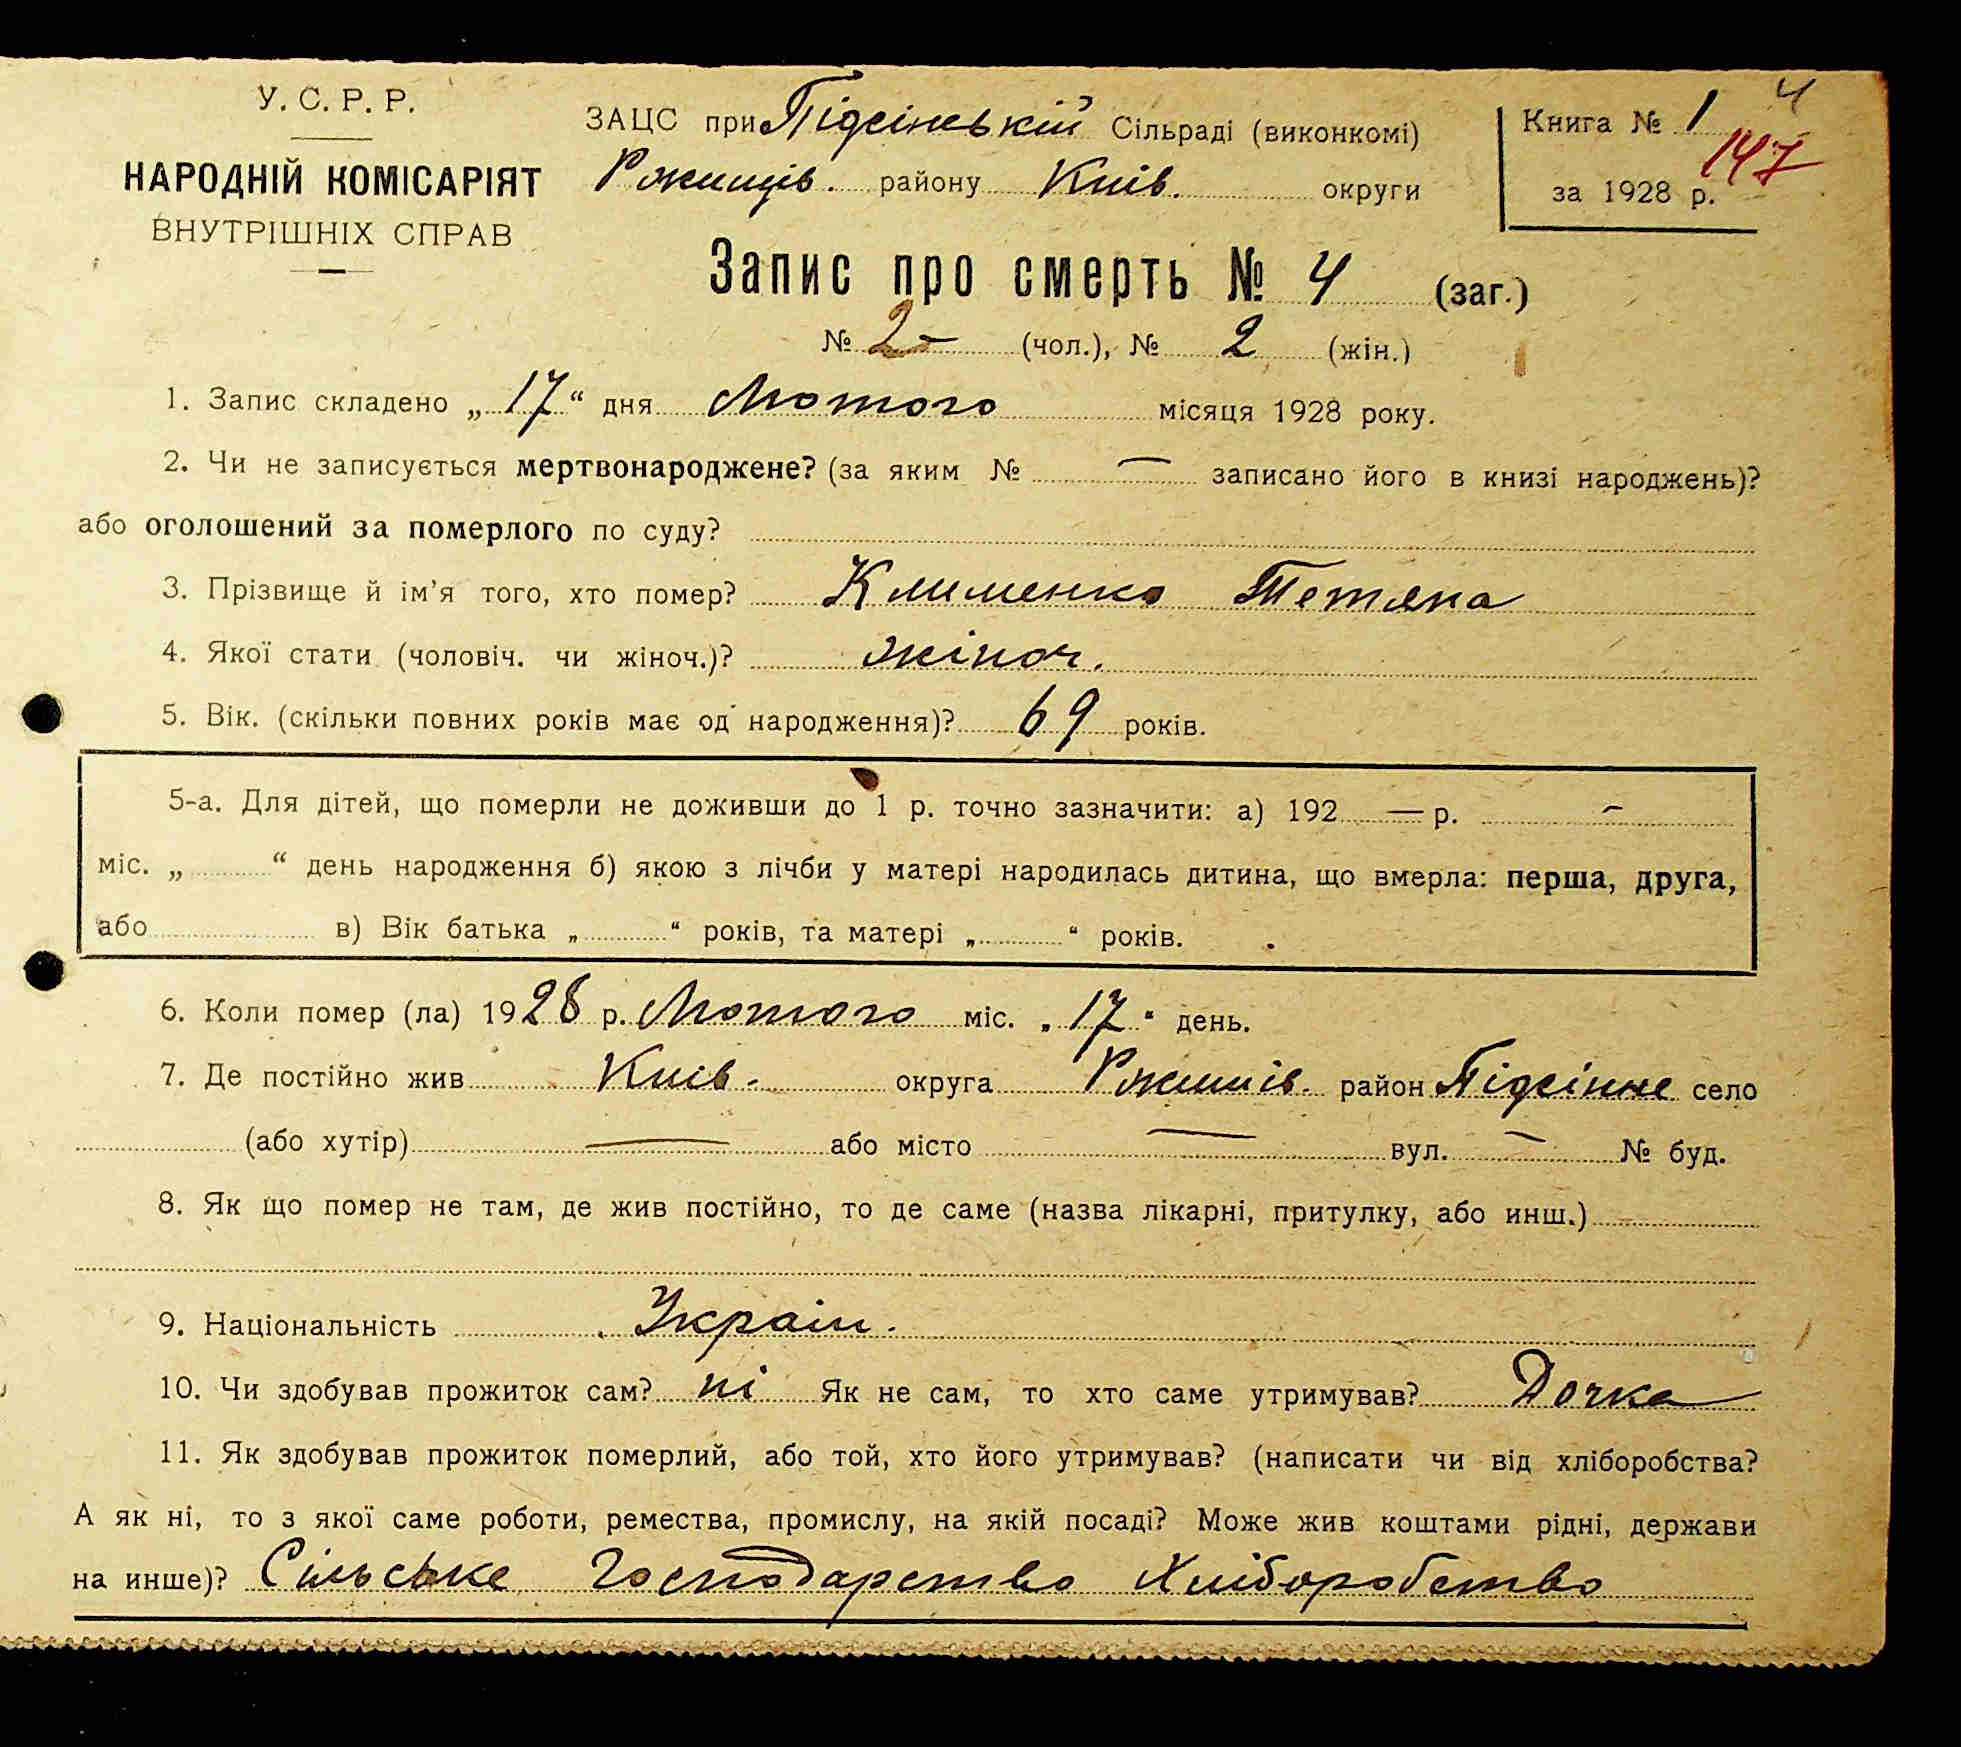 У. С. Р. Р.
НАРОДНІЙ КОМІСАРІЯТ
ВНУТРІШНІХ СПРАВ
ЗАЦС при Підсінській Сільраді (виконкомі)
Ржищів. району Київ. округи
4
Книга № 1
147
за 1928 р.
Запис про смерть № 4 (заг.)
№ 2 - (чол.), № 2 (жін.)
1. Запис складено „ 17 “ дня Лютого місяця 1928 року.
2. Чи не записується мертвонароджене? (за яким № — записано його в книзі народжень)?
або оголошений за померлого по суду?
3. Прізвище й ім’я того, хто помер? Клименко Тетяна
4. Якої стати (чоловіч. чи жіноч.)? жіноч.
5. Вік. (скільки повних років має од народження)? 69 років.
5-а. Для дітей, що померли не доживши до 1 р. точно зазначити: а) 192 — р. —
міс. „ “ день народження б) якою з лічби у матері народилась дитина, що вмерла: перша, друга,
або в) Вік батька „ “ років, та матері „ “ років.
6. Коли помер (ла) 1928 р. Лютого міс. „ 17 “ день.
7. Де постійно жив Київ. округа Ржищів. район Підсінне село
(або хутір) — або місто — вул. — № буд.
8. Як що помер не там, де жив постійно, то де саме (назва лікарні, притулку, або инш.)
9. Національність Украін.
10. Чи здобував прожиток сам? ні Як не сам, то хто саме утримував? Дочка
11. Як здобував прожиток померлий, або той, хто його утримував? (написати чи від хліборобства?
А як ні, то з якої саме роботи, ремества, промислу, на якій посаді? Може жив коштами рідні, держави
на инше)? Сільське Господарство Хліборобство